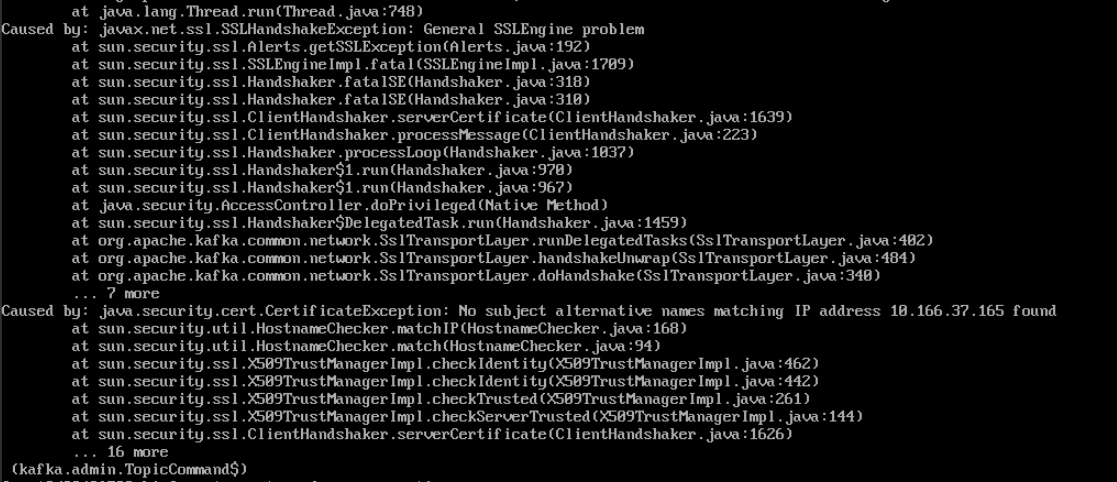 at java.lang.Thread.run(Thread.java:748)
Caused by: javax.net.ssl.SSLHandshakeException: General SSLEngine problem
at sun.security.ssl.Alerts.getSSLException(Alerts.java:192)
at sun.security.ssl.SSLEngineImpl.fatal(SSLEngineImpl.java:1709)
at sun.security.ssl.Handshaker.fatalSE(Handshaker.java:318)
at sun.security.ssl.Handshaker.fatalSE(Handshaker.java:310)
at sun.security.ssl.ClientHandshaker.serverCertificate(ClientHandshaker.java:1639)
at sun.security.ssl.ClientHandshaker.processMessage(ClientHandshaker.java:223)
at sun.security.ssl.Handshaker.processLoop(Handshaker.java:1037)
at sun.security.ssl.Handshaker$1.run(Handshaker.java:970)
at sun.security.ssl.Handshaker$1.run(Handshaker.java:967)
at java.security.AccessController.doPrivileged(Native Method)
at sun.security.ssl.Handshaker$DelegatedTask.run(Handshaker.java:1459)
at org.apache.kafka.common.network.SslTransportLayer.runDelegatedTasks(SslTransportLayer.java:402)
at org.apache.kafka.common.network.SslTransportLayer.handshakeUnwrap(SslTransportLayer.java:484)
at org.apache.kafka.common.network.SslTransportLayer.doHandshake(SslTransportLayer.java:340)
... 7 more
Caused by: java.security.cert.CertificateException: No subject alternative names matching IP address 10.166.37.165 found
at sun.security.util.HostnameChecker.matchIP(HostnameChecker.java:168)
at sun.security.util.HostnameChecker.match(HostnameChecker.java:94)
at sun.security.ssl.X509TrustManagerImpl.checkIdentity(X509TrustManagerImpl.java:462)
at sun.security.ssl.X509TrustManagerImpl.checkIdentity(X509TrustManagerImpl.java:442)
at sun.security.ssl.X509TrustManagerImpl.checkTrusted(X509TrustManagerImpl.java:261)
at sun.security.ssl.X509TrustManagerImpl.checkServerTrusted(X509TrustManagerImpl.java:144)
at sun.security.ssl.ClientHandshaker.serverCertificate(ClientHandshaker.java:1626)
... 16 more
(kafka.admin.TopicCommand$)